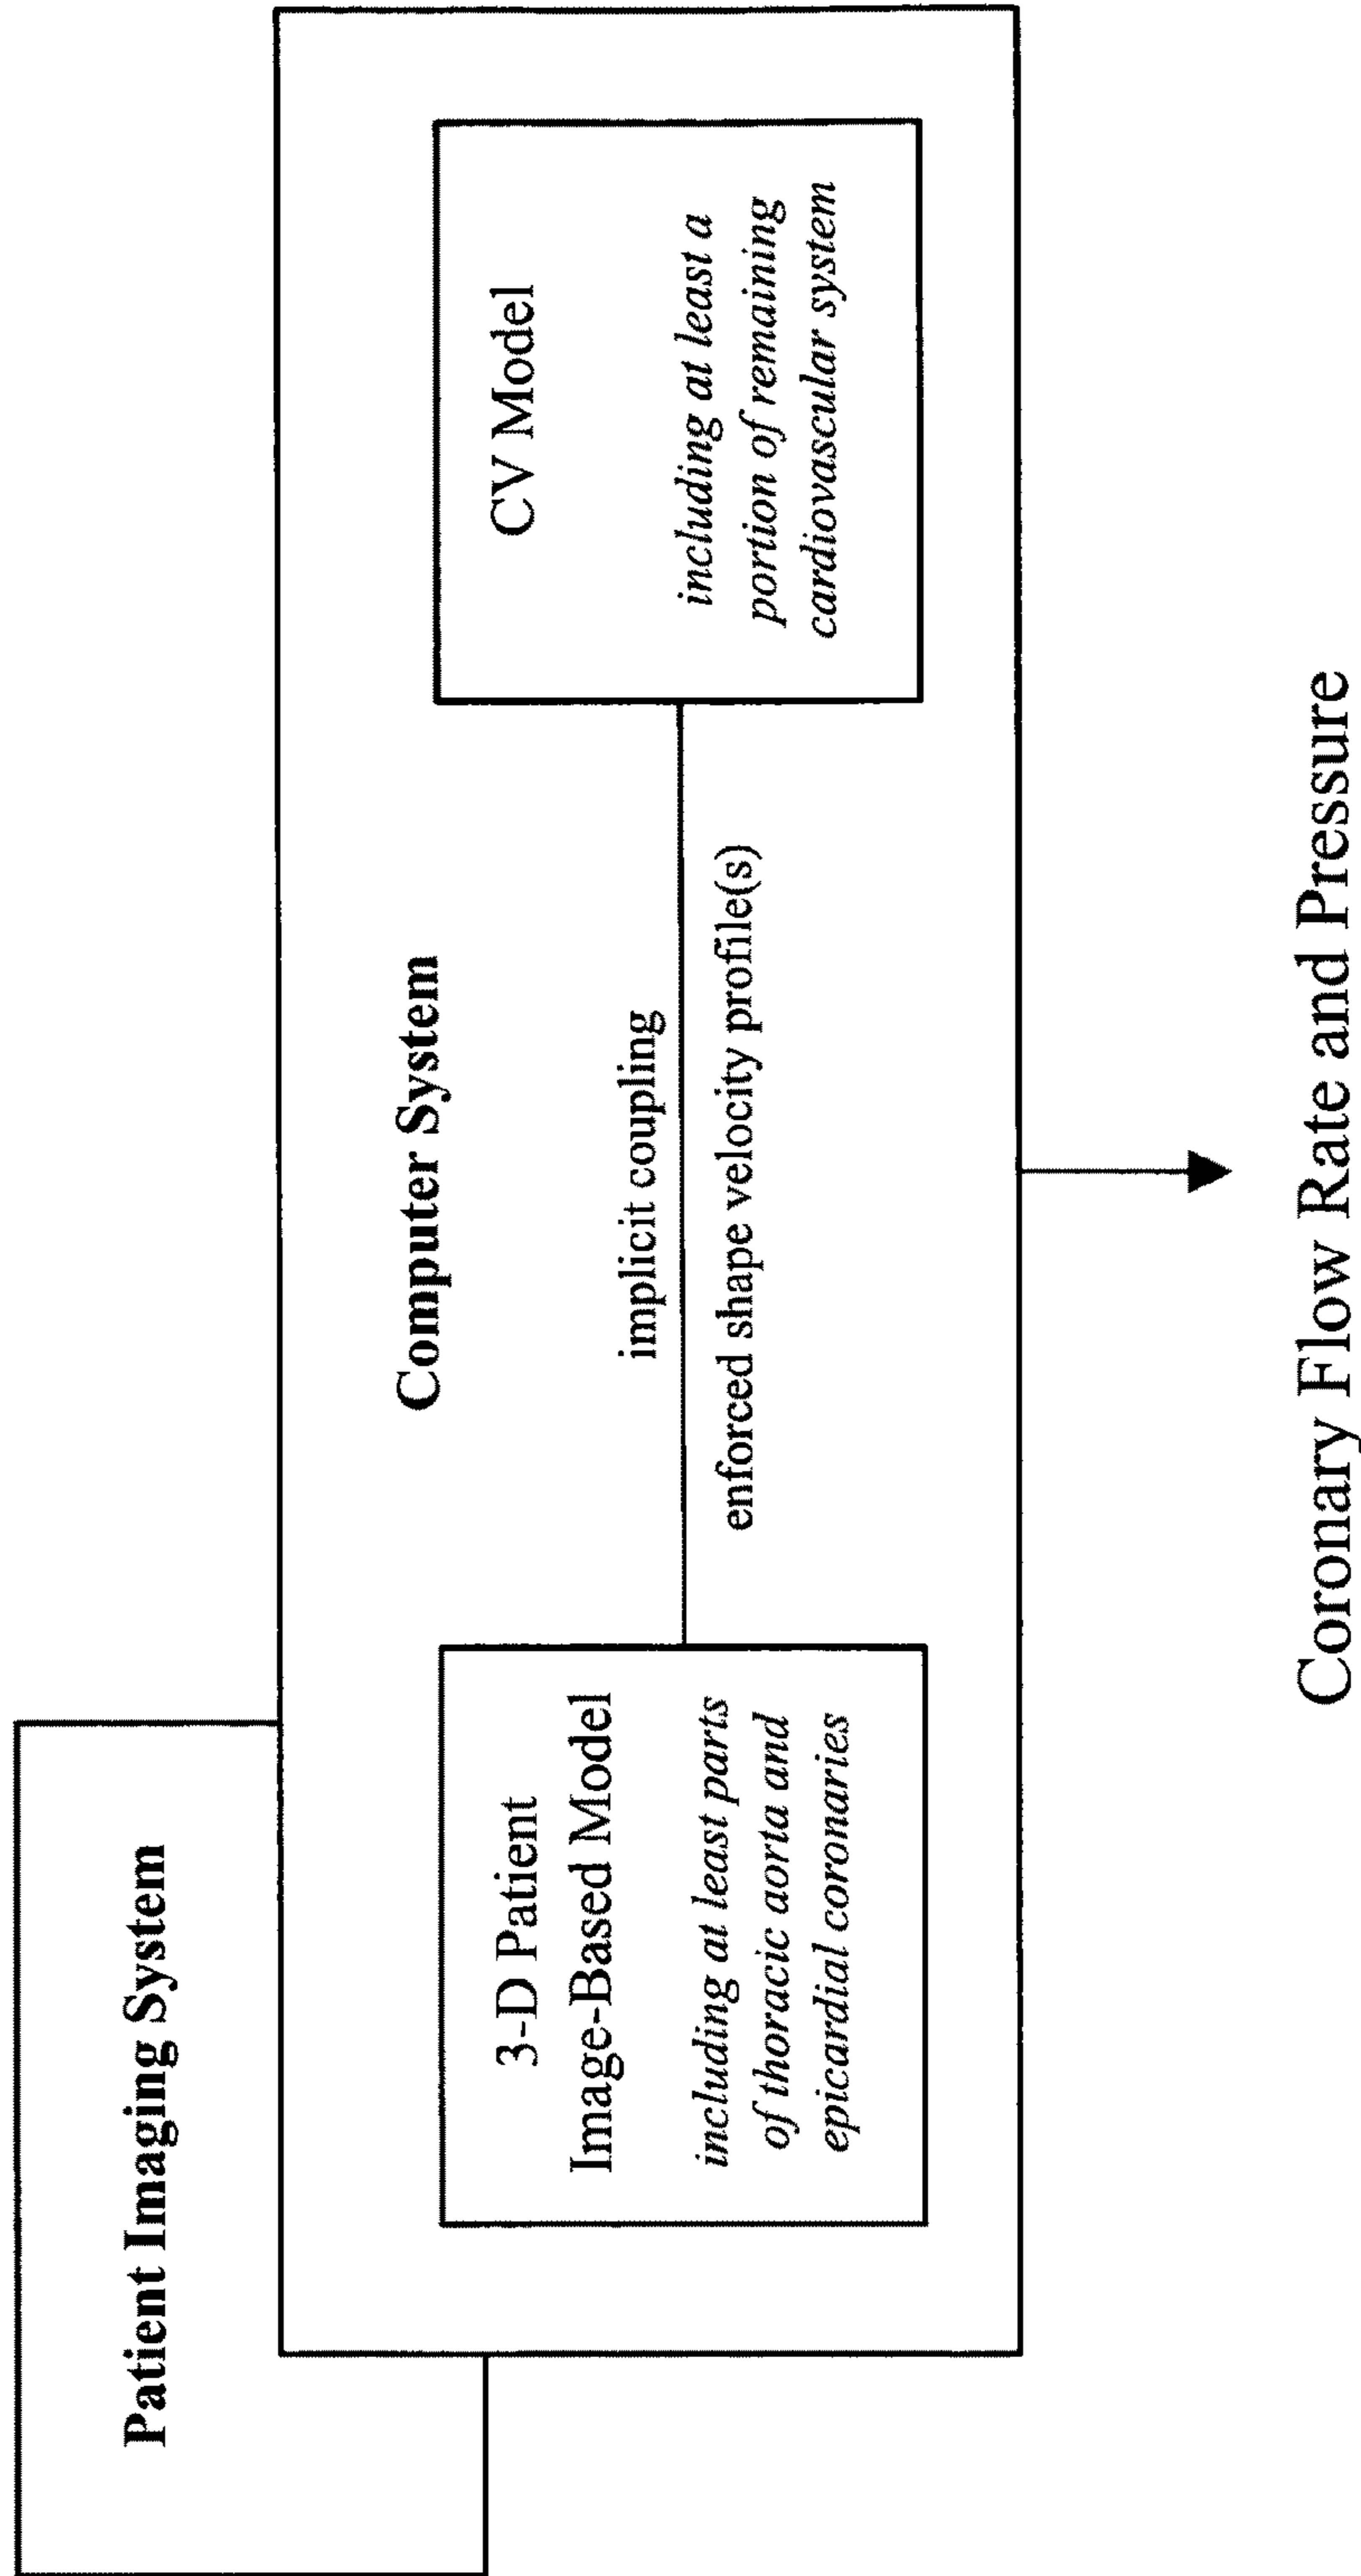 Patient Imaging System
Computer System
3-D Patient
Image-Based Model
including at least parts
of thoracic aorta and
epicardial coronaries
implicit coupling
enforced shape velocity profile(s)
CV Model
including at least a
portion of remaining
cardiovascular system
Coronary Flow Rate and Pressure